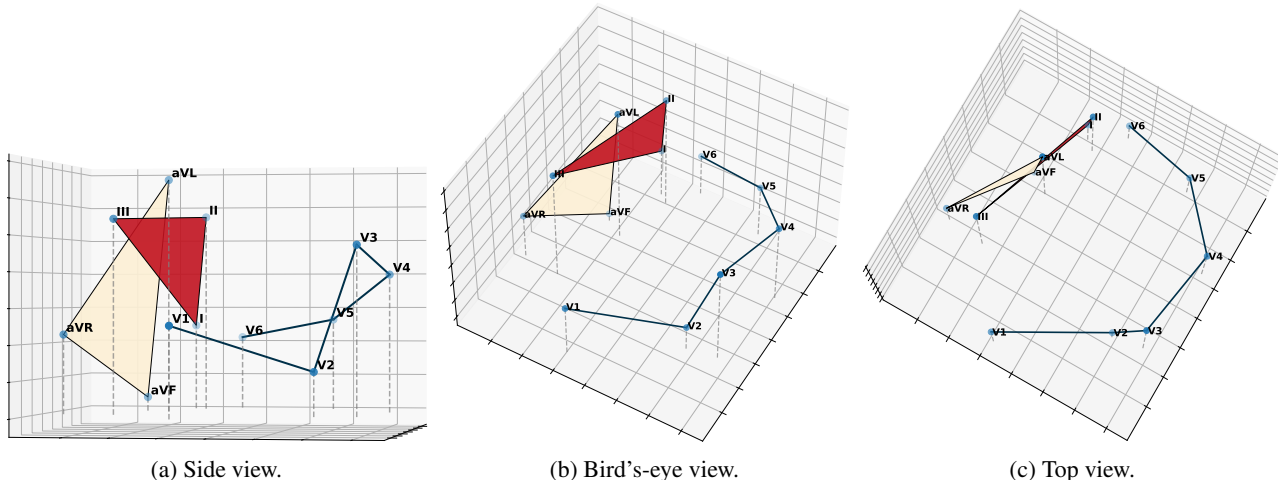 aVL
III
II
V3
V4
V1
I
V5
V6
aVR
V2
aVF
(a) Side view.
II
aVL
I
V6
III
V5
aVR
aVF
V4
V3
V1
V2
(b) Bird's-eye view.
II
I
V6
aVL
aVF
V5
aVR
III
V4
V1
V2
V3
(c) Top view.